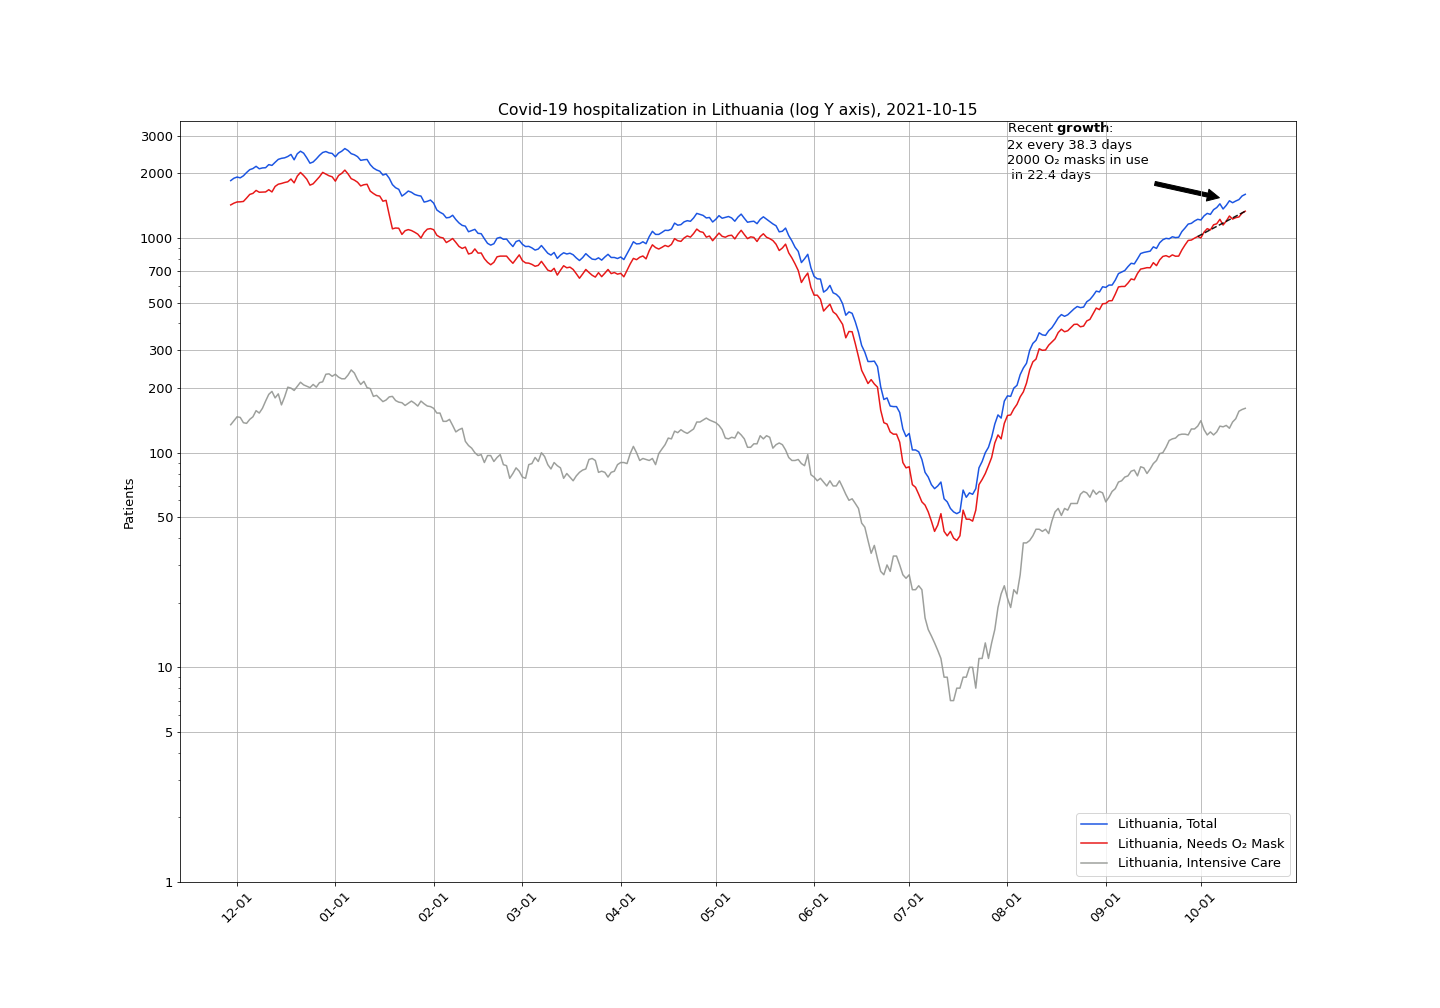 Covid-19 hospitalization in Lithuania (log Y axis), 2021-10-15
Recent growth:
2x every 38.3 days
2000 O₂ masks in use
in 22.4 days
3000
2000
1000
700
500
300
200
100
50
10
5
1
Patients
12-01
01-01
02-01
03-01
04-01
05-01
06-01
07-01
08-01
09-01
10-01
Lithuania, Total
Lithuania, Needs O₂ Mask
Lithuania, Intensive Care